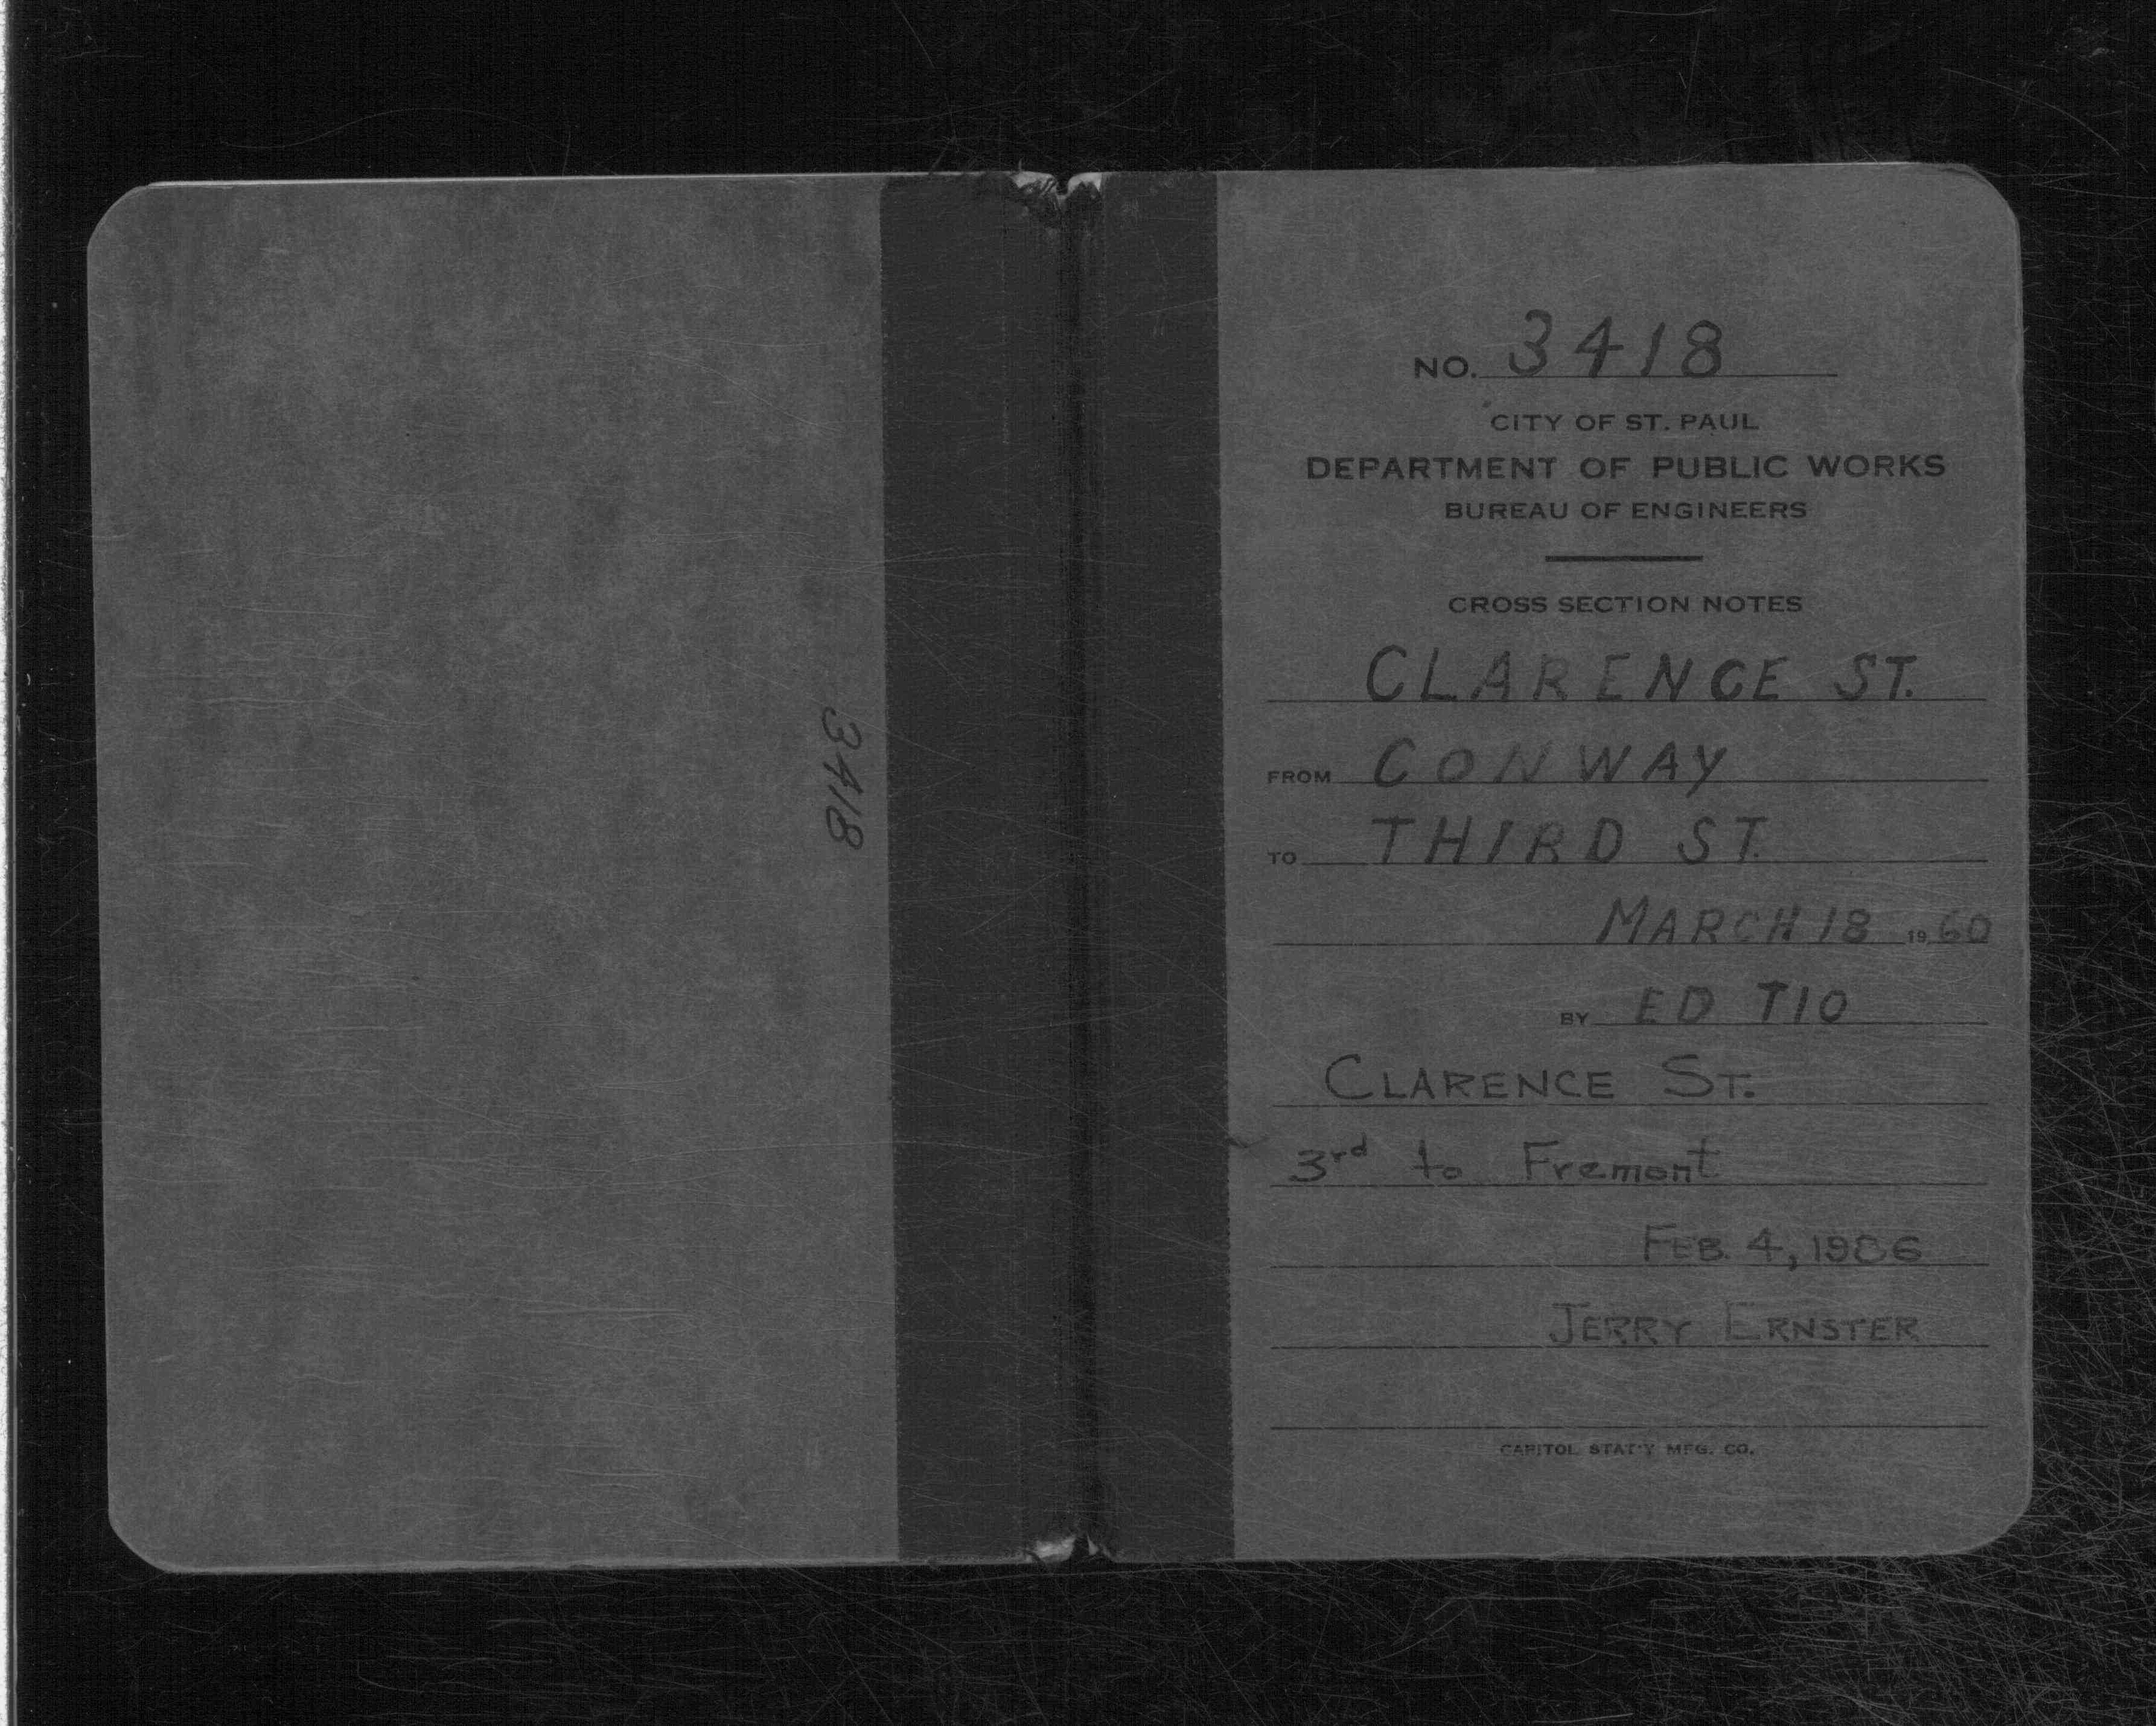 3418
NO. 3418
CITY OF ST. PAUL
DEPARTMENT OF PUBLIC WORKS
BUREAU OF ENGINEERS
CROSS SECTION NOTES
CLARENCE ST.
FROM CONWAY
TO THIRD ST.
MARCH 18 1960
BY ED TIO
CLARENCE ST.
3rd to Fremont
FEB. 4, 1986
JERRY ERNSTER
CAPITOL STAT'Y MFG. CO.